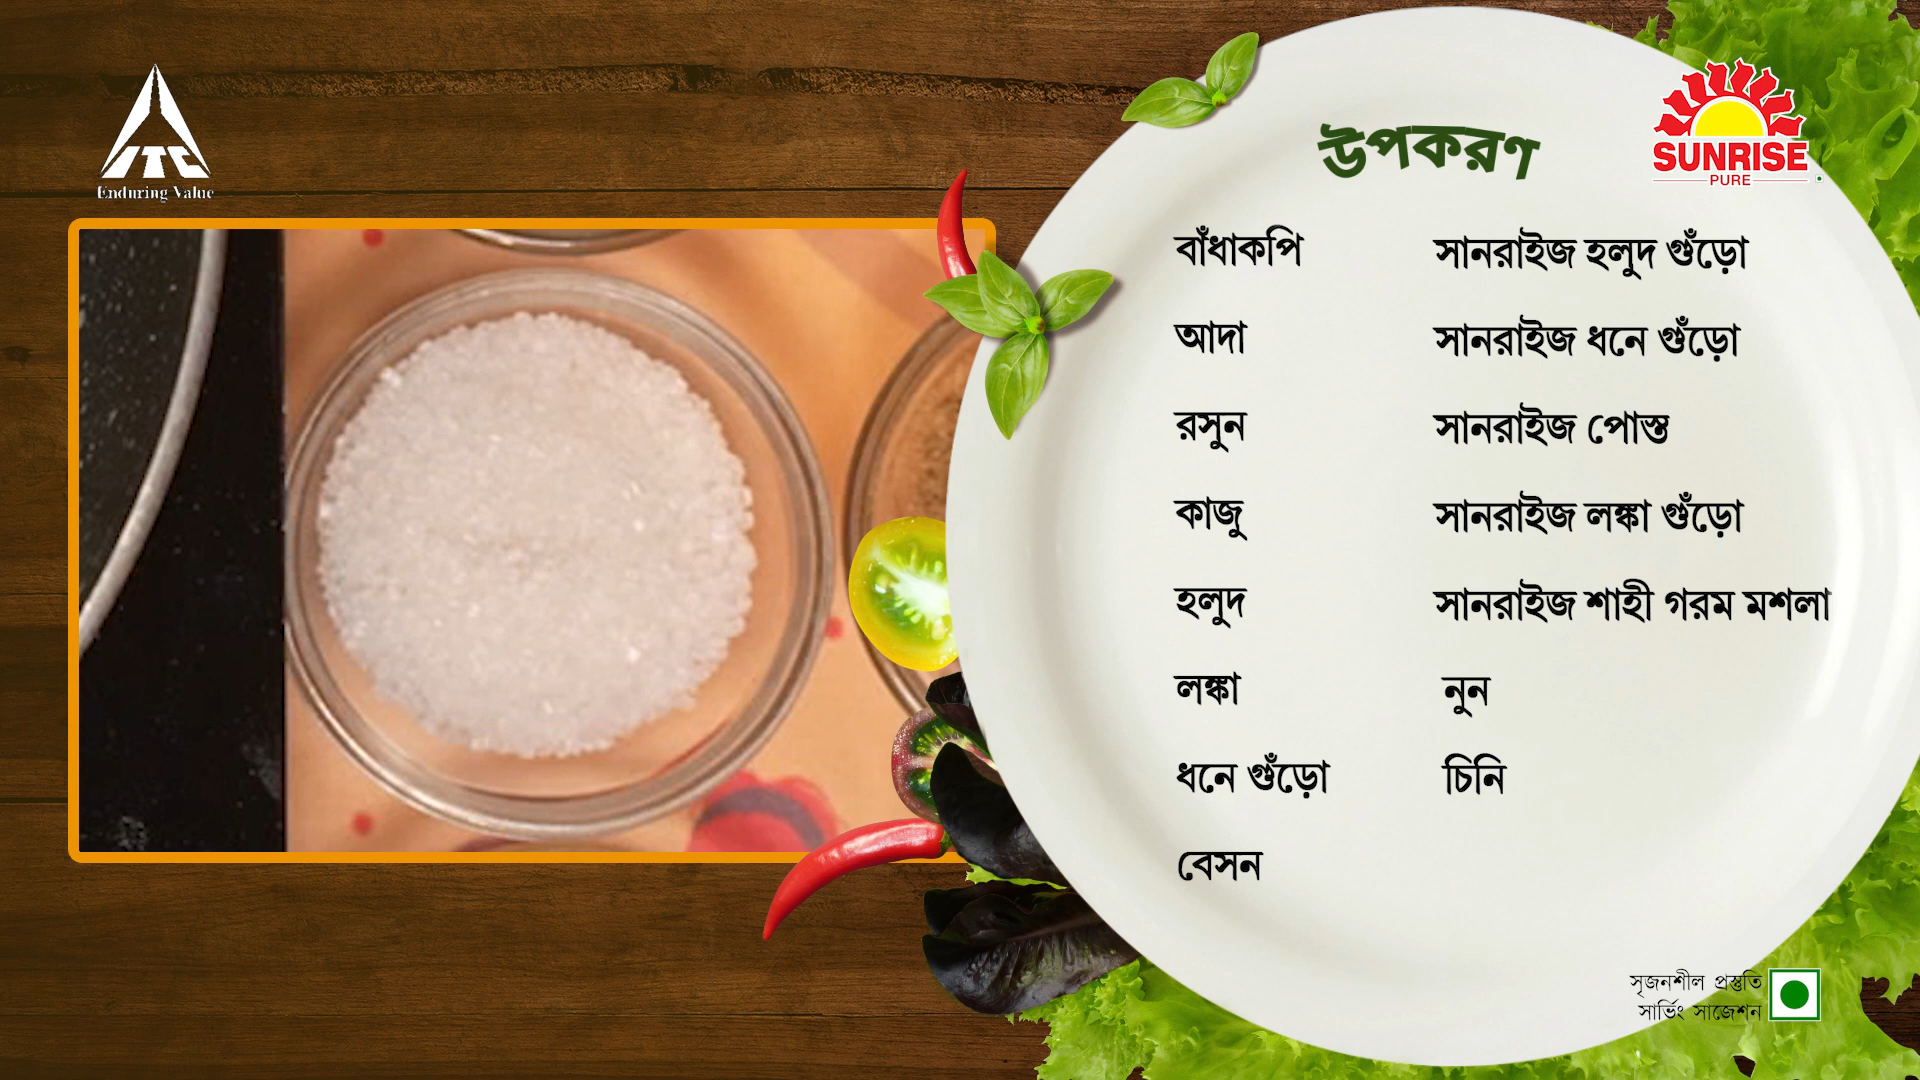 ITC
Enduring Value
উপকরণ
SUNRISE
PURE
বাঁধাকপি
আদা
রসুন
কাজু
হলুদ
লঙ্কা
ধনে গুঁড়ো
বেসন
সানরাইজ হলুদ গুঁড়ো
সানরাইজ ধনে গুঁড়ো
সানরাইজ পোস্ত
সানরাইজ লঙ্কা গুঁড়ো
সানরাইজ শাহী গরম মশলা
নুন
চিনি
সৃজনশীল প্রস্তুতি
সার্ভিং সাজেশন